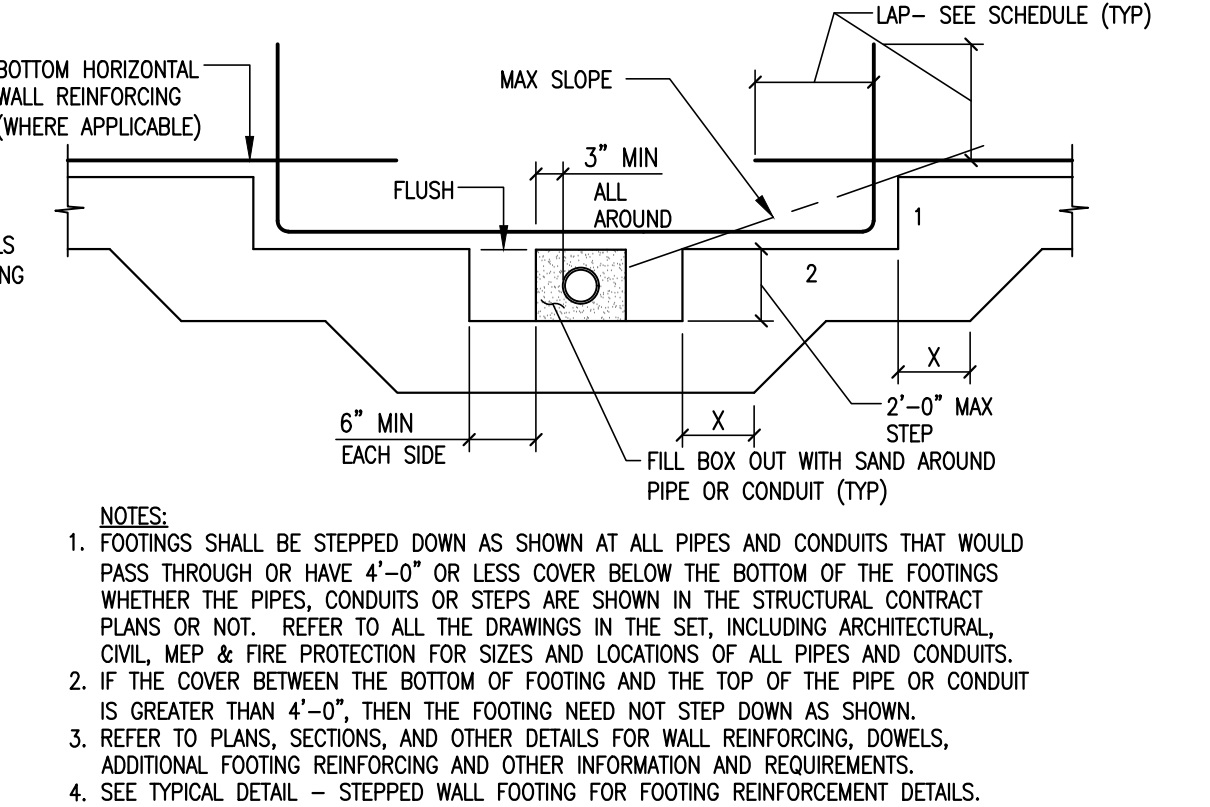 LAP- SEE SCHEDULE (TYP)
BOTTOM HORIZONTAL
WALL REINFORCING
(WHERE APPLICABLE)
MAX SLOPE
3" MIN
ALL
AROUND
FLUSH
LS
NG
1
2
X
2'-0" MAX
STEP
6" MIN
EACH SIDE
X
FILL BOX OUT WITH SAND AROUND
PIPE OR CONDUIT (TYP)
NOTES:
1. FOOTINGS SHALL BE STEPPED DOWN AS SHOWN AT ALL PIPES AND CONDUITS THAT WOULD
PASS THROUGH OR HAVE 4'-0" OR LESS COVER BELOW THE BOTTOM OF THE FOOTINGS
WHETHER THE PIPES, CONDUITS OR STEPS ARE SHOWN IN THE STRUCTURAL CONTRACT
PLANS OR NOT. REFER TO ALL THE DRAWINGS IN THE SET, INCLUDING ARCHITECTURAL,
CIVIL, MEP & FIRE PROTECTION FOR SIZES AND LOCATIONS OF ALL PIPES AND CONDUITS.
2. IF THE COVER BETWEEN THE BOTTOM OF FOOTING AND THE TOP OF THE PIPE OR CONDUIT
IS GREATER THAN 4'-0", THEN THE FOOTING NEED NOT STEP DOWN AS SHOWN.
3. REFER TO PLANS, SECTIONS, AND OTHER DETAILS FOR WALL REINFORCING, DOWELS,
ADDITIONAL FOOTING REINFORCING AND OTHER INFORMATION AND REQUIREMENTS.
4. SEE TYPICAL DETAIL – STEPPED WALL FOOTING FOR FOOTING REINFORCEMENT DETAILS.